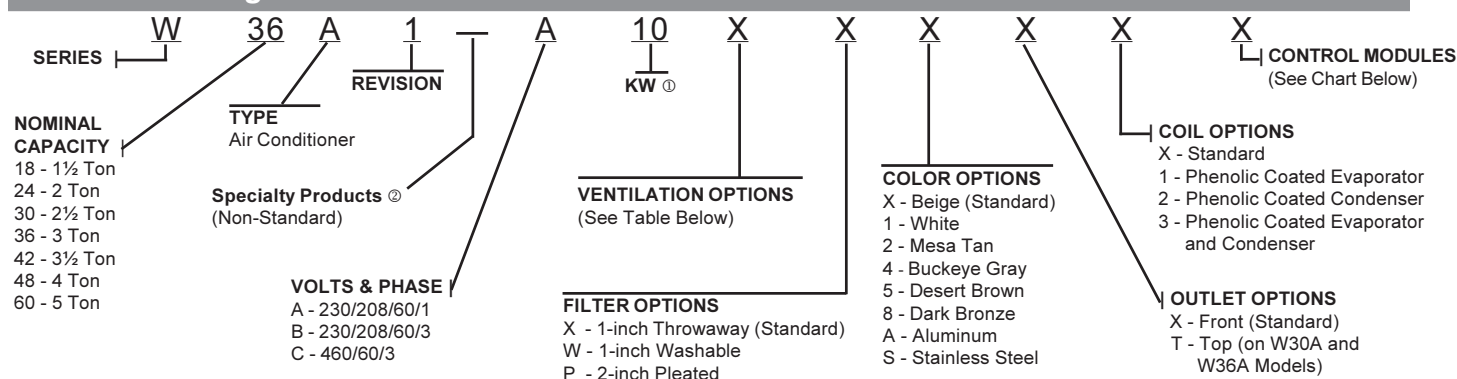 W 36 A 1 — A 10 X X X X X X
SERIES
NOMINAL
CAPACITY
18 - 1½ Ton
24 - 2 Ton
30 - 2½ Ton
36 - 3 Ton
42 - 3½ Ton
48 - 4 Ton
60 - 5 Ton
TYPE
Air Conditioner
REVISION
Specialty Products ②
(Non-Standard)
VOLTS & PHASE
A - 230/208/60/1
B - 230/208/60/3
C - 460/60/3
KW ①
VENTILATION OPTIONS
(See Table Below)
FILTER OPTIONS
X - 1-inch Throwaway (Standard)
W - 1-inch Washable
P - 2-inch Pleated
COLOR OPTIONS
X - Beige (Standard)
1 - White
2 - Mesa Tan
4 - Buckeye Gray
5 - Desert Brown
8 - Dark Bronze
A - Aluminum
S - Stainless Steel
OUTLET OPTIONS
X - Front (Standard)
T - Top (on W30A and
W36A Models)
COIL OPTIONS
X - Standard
1 - Phenolic Coated Evaporator
2 - Phenolic Coated Condenser
3 - Phenolic Coated Evaporator
and Condenser
CONTROL MODULES
(See Chart Below)